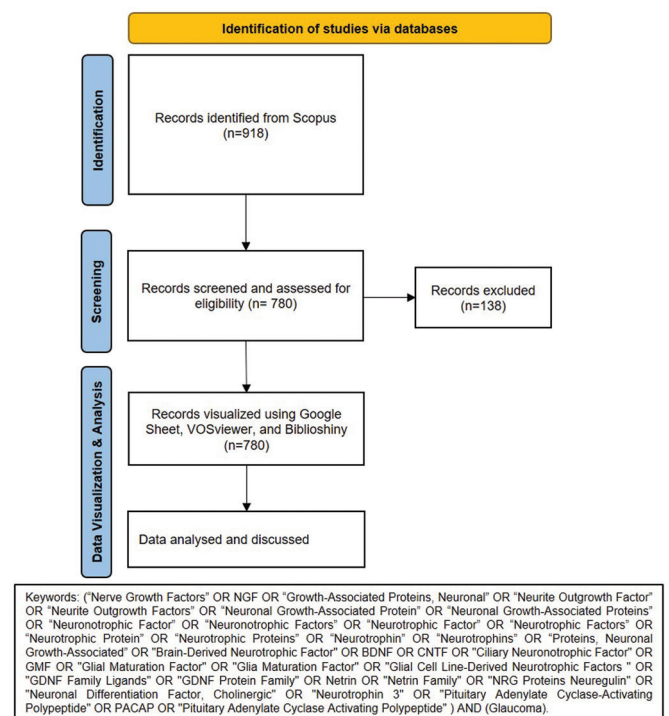 Identification of studies via databases
Identification
Records identified from Scopus
(n=918)
Screening
Records screened and assessed for
eligibility (n= 780)
Records excluded
(n=138)
Data Visualization & Analysis
Records visualized using Google
Sheet, VOSviewer, and Biblioshiny
(n=780)
Data analysed and discussed
Keywords: (“Nerve Growth Factors” OR NGF OR “Growth-Associated Proteins, Neuronal” OR “Neurite Outgrowth Factor”
OR “Neurite Outgrowth Factors” OR “Neuronal Growth-Associated Protein” OR “Neuronal Growth-Associated Proteins”
OR “Neuronotrophic Factor” OR “Neuronotrophic Factors” OR “Neurotrophic Factor” OR “Neurotrophic Factors” OR
“Neurotrophic Protein” OR “Neurotrophic Proteins” OR “Neurotrophin” OR “Neurotrophins” OR “Proteins, Neuronal
Growth-Associated” OR "Brain-Derived Neurotrophic Factor" OR BDNF OR CNTF OR "Ciliary Neuronotrophic Factor" OR
GMF OR "Glial Maturation Factor" OR "Glia Maturation Factor" OR "Glial Cell Line-Derived Neurotrophic Factors " OR
"GDNF Family Ligands" OR "GDNF Protein Family" OR Netrin OR "Netrin Family" OR "NRG Proteins Neuregulin" OR
"Neuronal Differentiation Factor, Cholinergic" OR "Neurotrophin 3" OR "Pituitary Adenylate Cyclase-Activating
Polypeptide" OR PACAP OR "Pituitary Adenylate Cyclase Activating Polypeptide" ) AND (Glaucoma).